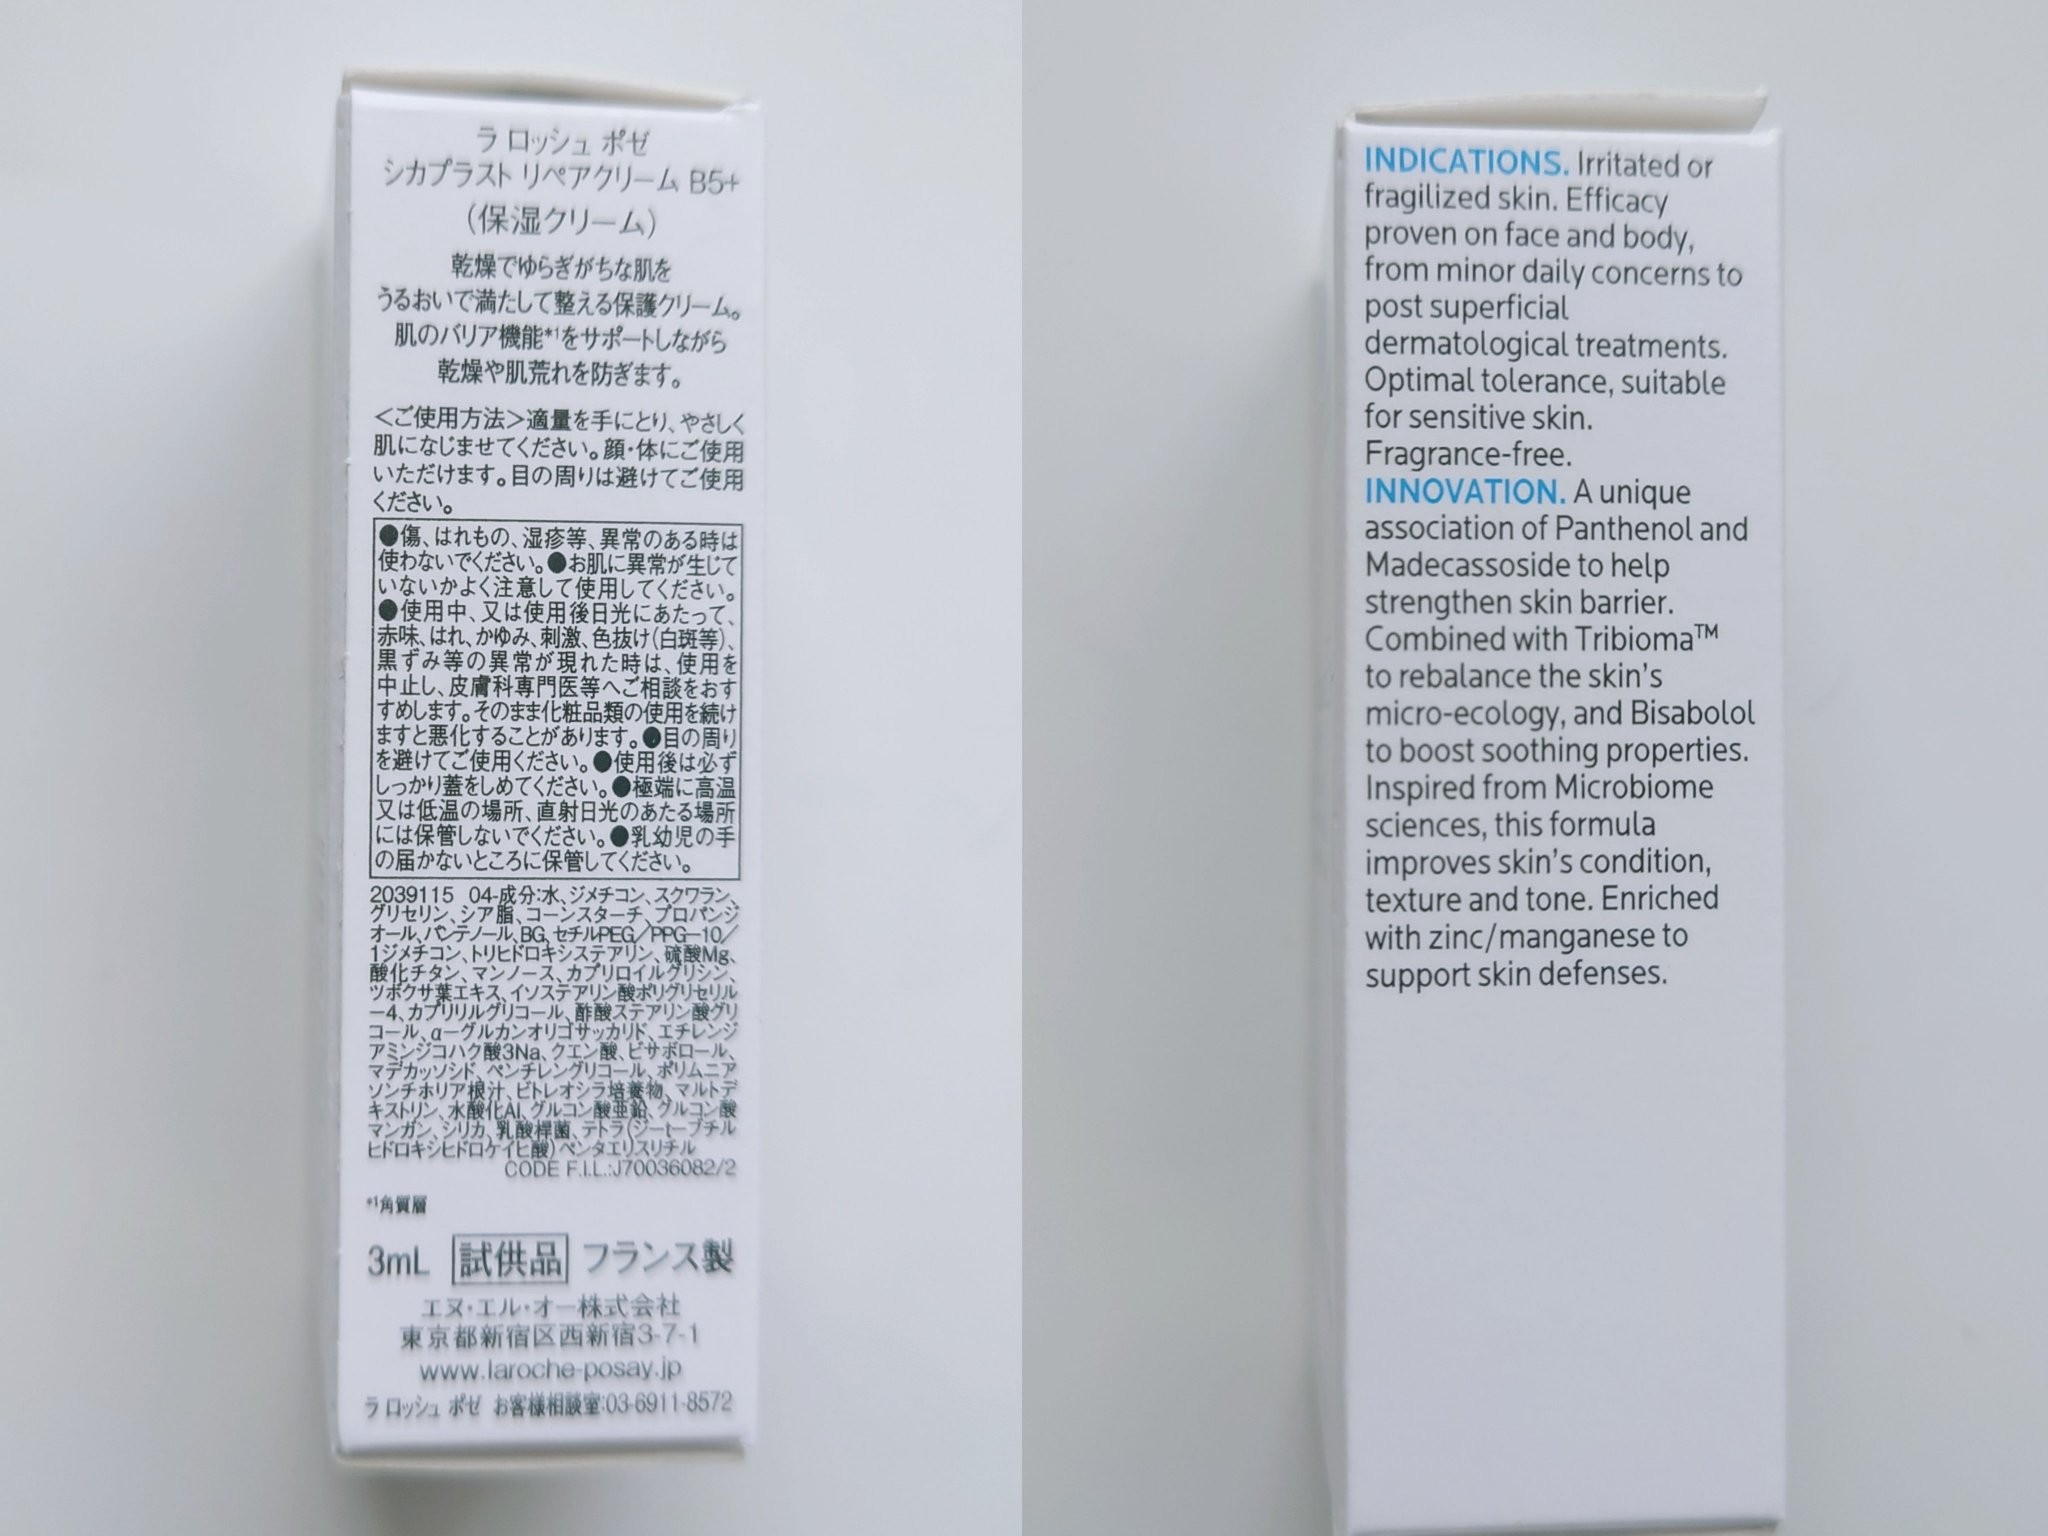 ラ ロッシュ ポゼ
シカプラスト リペアクリーム B5+
(保湿クリーム)
乾燥でゆらぎがちな肌を
うるおいで満たして整える保護クリーム。
肌のバリア機能*1をサポートしながら
乾燥や肌荒れを防ぎます。
<ご使用方法>適量を手にとり、やさしく
肌になじませてください。顔・体にご使用
いただけます。目の周りは避けてご使用
ください。
●傷、はれもの、湿疹等、異常のある時は
使わないでください。●お肌に異常が生じて
いないかよく注意して使用してください。
●使用中、又は使用後日光にあたって、
赤味、はれ、かゆみ、刺激、色抜け(白斑等)、
黒ずみ等の異常が現れた時は、使用を
中止し、皮膚科専門医等へご相談をおす
すめします。そのまま化粧品類の使用を続け
ますと悪化することがあります。●目の周り
を避けてご使用ください。●使用後は必ず
しっかり蓋をしめてください。●極端に高温
又は低温の場所、直射日光のあたる場所
には保管しないでください。●乳幼児の手
の届かないところに保管してください。
2039115 04-成分:水、ジメチコン、スクワラン、
グリセリン、シア脂、コーンスターチ、プロパンジ
オール、パンテノール、BG、セチルPEG/PPG-10/
1ジメチコン、トリヒドロキシステアリン、硫酸Mg、
酸化チタン、マンノース、カプリロイルグリシン、
ツボクサ葉エキス、イソステアリン酸ポリグリセリル
-4、カプリリルグリコール、酢酸ステアリン酸グリ
コール、α-グルカンオリゴサッカリド、エチレンジ
アミンジコハク酸3Na、クエン酸、ビサボロール、
マデカッソシド、ペンチレングリコール、ポリムニア
ソンチホリア根汁、ビトレオシラ培養物、マルトデ
キストリン、水酸化Al、グルコン酸亜鉛、グルコン酸
マンガン、シリカ、乳酸桿菌、テトラ(ジ-t-ブチル
ヒドロキシヒドロケイヒ酸)ペンタエリスリチル
CODE F.I.L.:J70036082/2
*1角質層
3mL 試供品 フランス製
エヌ・エル・オー株式会社
東京都新宿区西新宿3-7-1
www.laroche-posay.jp
ラ ロッシュ ポゼ お客様相談室:03-6911-8572
INDICATIONS. Irritated or
fragilized skin. Efficacy
proven on face and body,
from minor daily concerns to
post superficial
dermatological treatments.
Optimal tolerance, suitable
for sensitive skin.
Fragrance-free.
INNOVATION. A unique
association of Panthenol and
Madecassoside to help
strengthen skin barrier.
Combined with Tribioma™
to rebalance the skin's
micro-ecology, and Bisabolol
to boost soothing properties.
Inspired from Microbiome
sciences, this formula
improves skin's condition,
texture and tone. Enriched
with zinc/manganese to
support skin defenses.